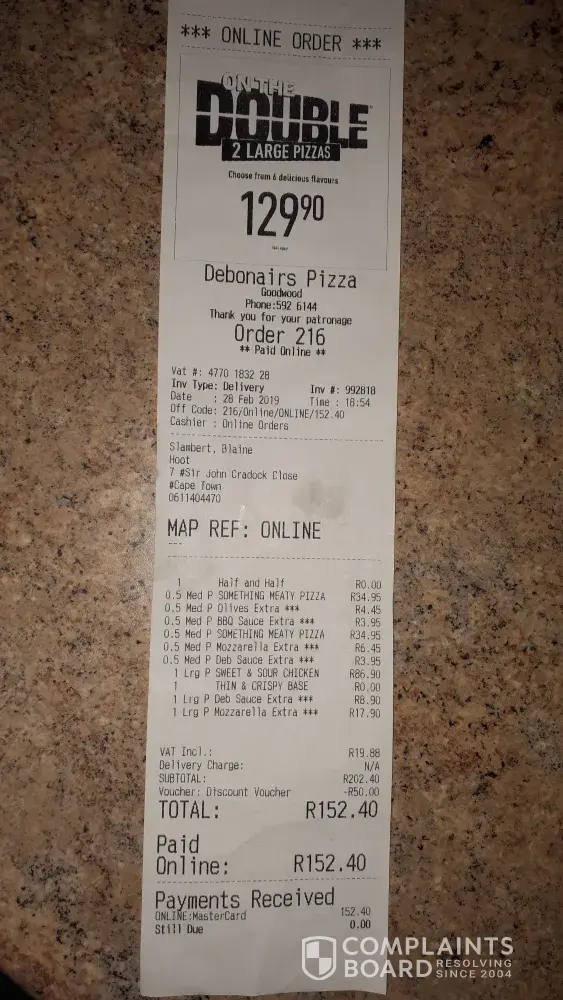 *** ONLINE ORDER ***
ON THE
DOUBLE
2 LARGE PIZZAS
Choose from 6 delicious flavours
129 90
Debonairs Pizza
Goodwood
Phone:592 6144
Thank you for your patronage
Order 216
** Paid Online **
Vat #: 4770 1832 28
Inv Type: Delivery Inv #: 992818
Date : 28 Feb 2019 Time : 18:54
Off Code: 216/Online/ONLINE/152.40
Cashier : Online Orders
Slambert, Blaine
Hoot
7 #Sir John Cradock Close
#Cape Town
0611404470
MAP REF: ONLINE
---
1 Half and Half R0.00
0.5 Med P SOMETHING MEATY PIZZA R34.95
0.5 Med P Olives Extra *** R4.45
0.5 Med P BBQ Sauce Extra *** R3.95
0.5 Med P SOMETHING MEATY PIZZA R34.95
0.5 Med P Mozzarella Extra *** R6.45
0.5 Med P Deb Sauce Extra *** R3.95
1 Lrg P SWEET & SOUR CHICKEN R86.90
1 THIN & CRISPY BASE R0.00
1 Lrg P Deb Sauce Extra *** R8.90
1 Lrg P Mozzarella Extra *** R17.90
VAT Incl.: R19.88
Delivery Charge: N/A
SUBTOTAL: R202.40
Voucher: Discount Voucher -R50.00
TOTAL: R152.40
Paid
Online: R152.40
Payments Received
ONLINE:MasterCard 152.40
Still Due 0.00
COMPLAINTS
BOARD RESOLVING
SINCE 2004